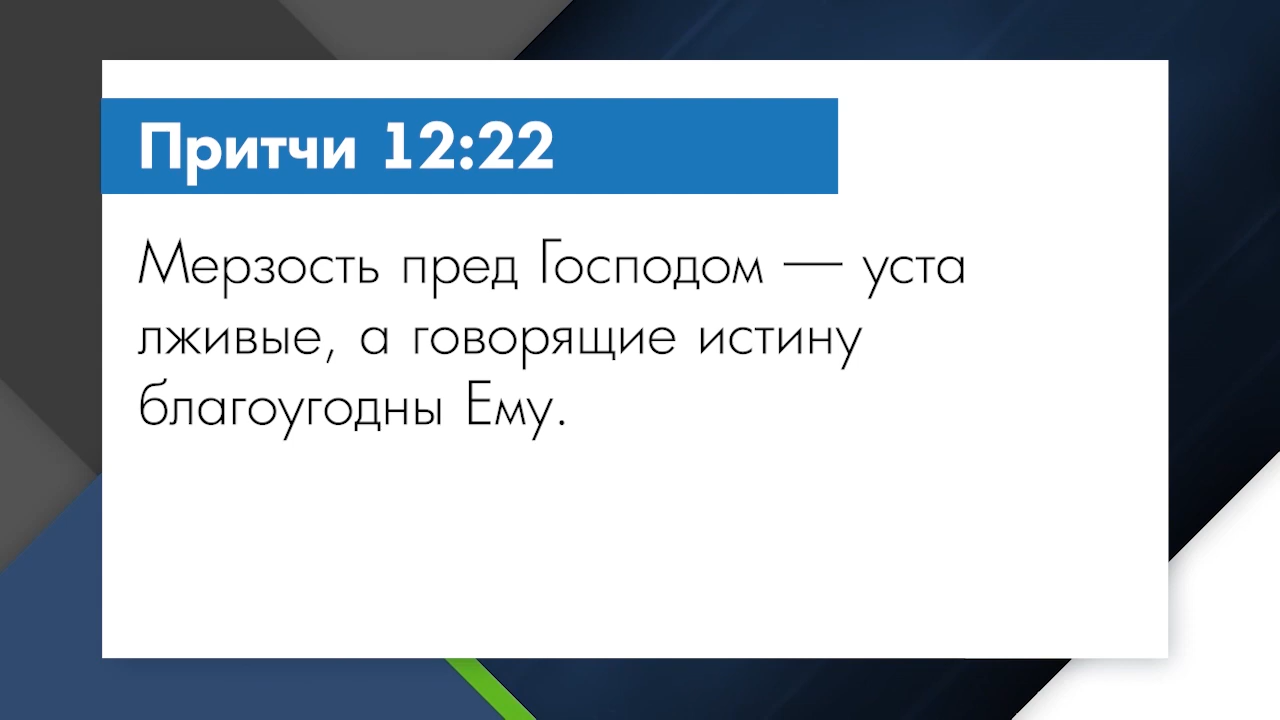 Притчи 12:22
Мерзость пред Господом — уста
лживые, а говорящие истину
благоугодны Ему.